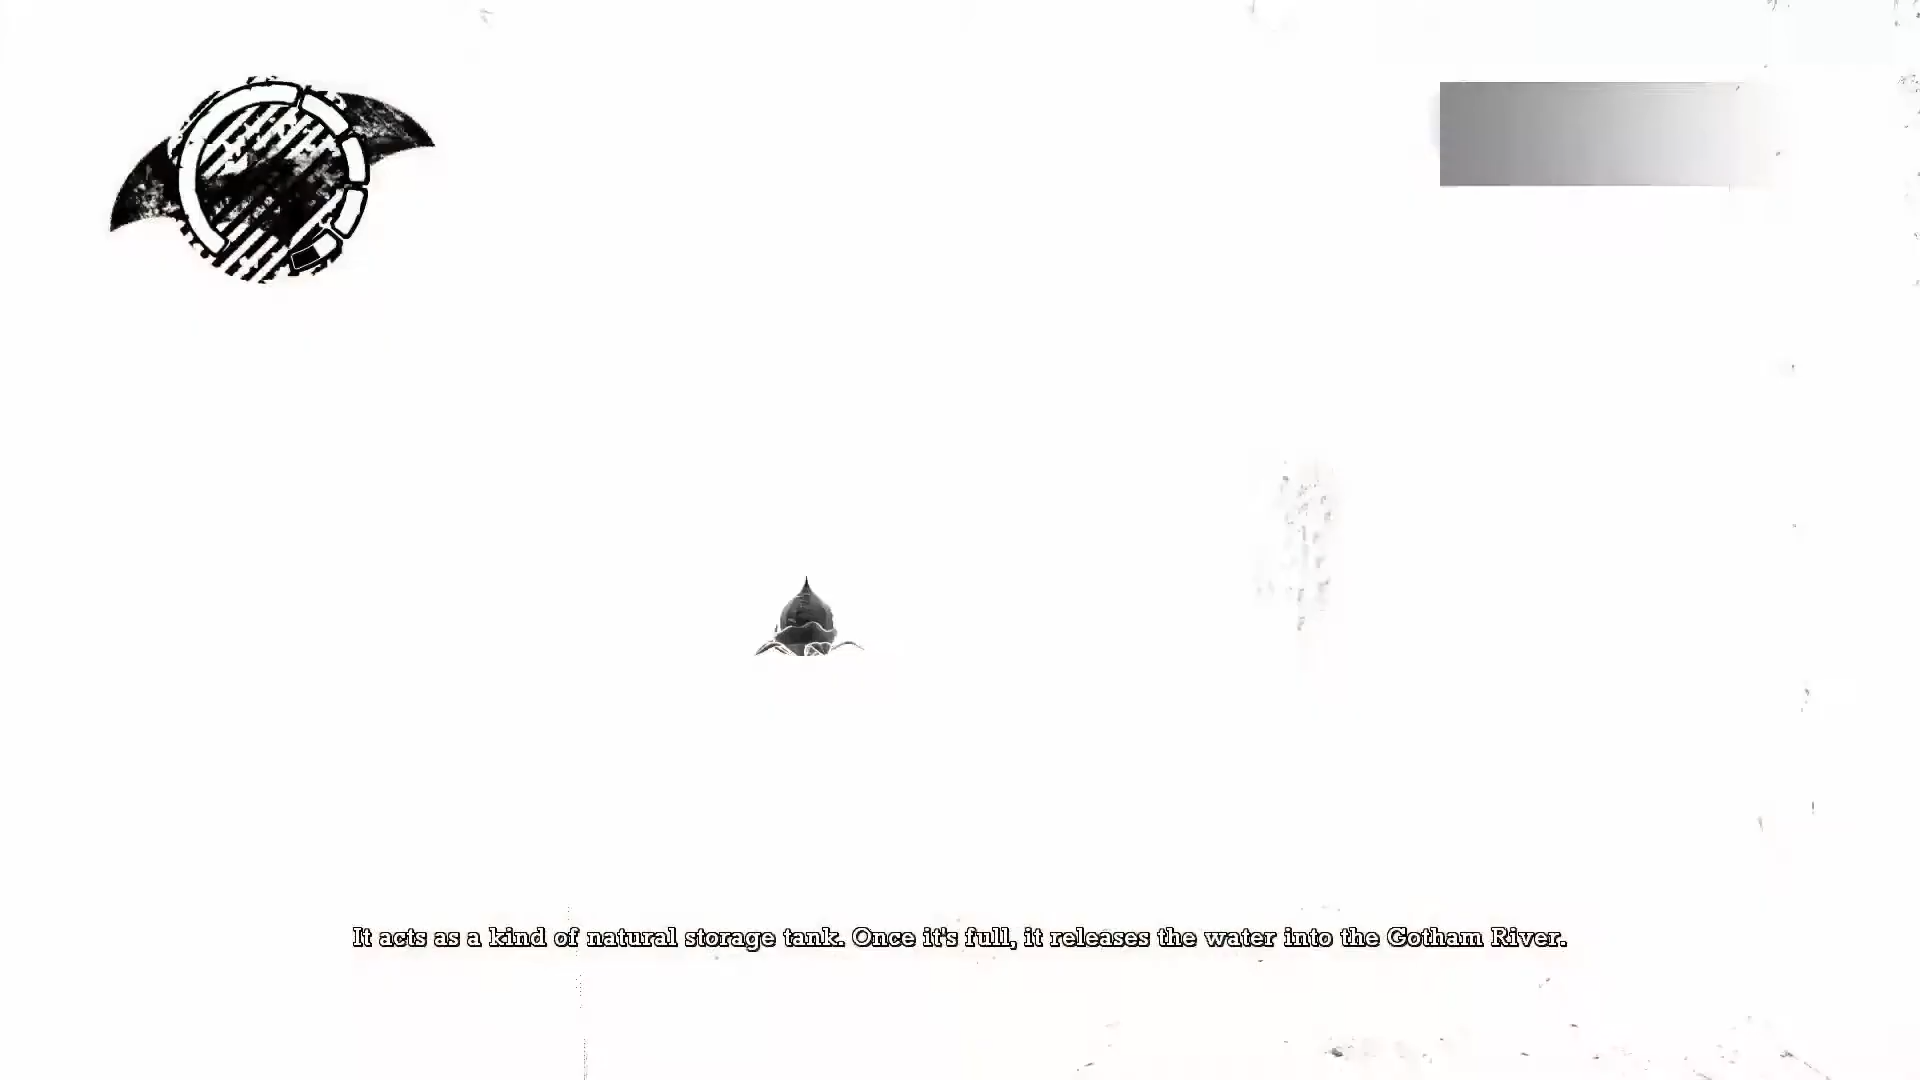 It acts as a kind of natural storage tank. Once it's full, it releases the water into the Gotham River.